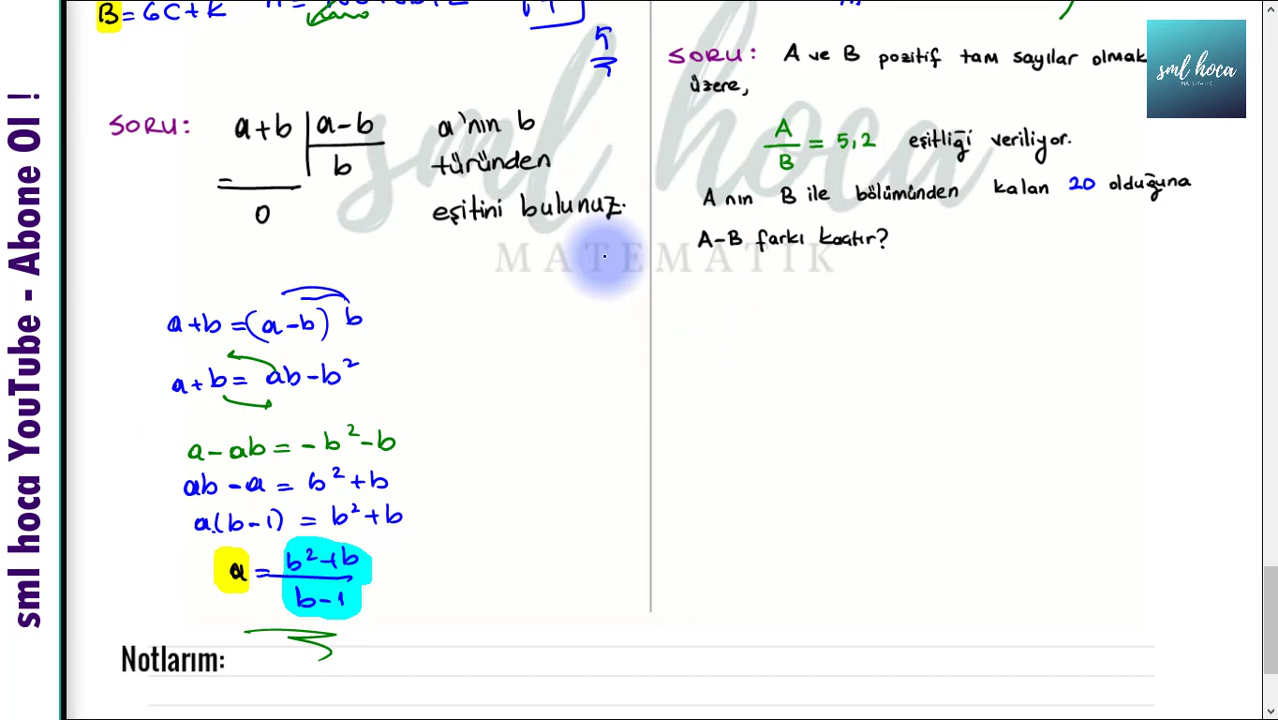 sml hoca YouTube - Abone Ol !
B = 6C + K
SORU: a+b | a-b
b
0
a'nın b
türünden
eşitini bulunuz.
a+b = (a-b) b
a+b = ab-b²
a-ab = -b²-b
ab-a = b²+b
a(b-1) = b²+b
a = b²+b
b-1
SORU: A ve B pozitif tam sayılar olmak
üzere,
A
B
= 5,2 eşitliği veriliyor.
A nın B ile bölümünden kalan 20 olduğuna
A-B farkı kaçtır?
sml hoca
sml hoca
MATEMATİK
Notlarım: